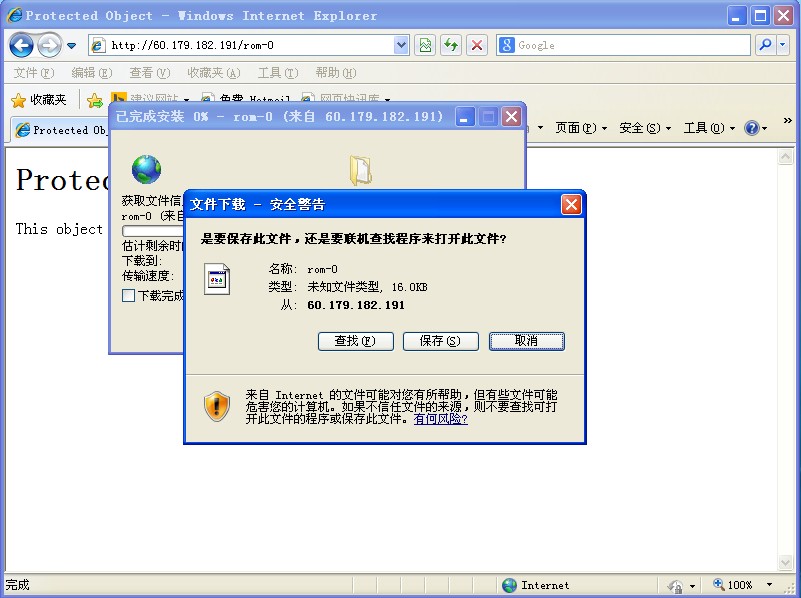 Protected Object - Windows Internet Explorer
http://60.179.182.191/rom-0
Google
文件(F) 编辑(E) 查看(V) 收藏夹(A) 工具(T) 帮助(H)
收藏夹 建议网站 免费 Hotmail 网页快讯库
Protected Ob
页面(P) 安全(S) 工具(O) »
已完成安装 0% - rom-0 (来自 60.179.182.191)
Protec
This object
获取文件信
rom-0 (来自
估计剩余时间
下载到:
传输速度:
下载完成
文件下载 - 安全警告
是要保存此文件，还是要联机查找程序来打开此文件?
名称: rom-0
类型: 未知文件类型, 16.0KB
从: 60.179.182.191
查找(F) 保存(S) 取消
来自 Internet 的文件可能对您有所帮助，但有些文件可能
危害您的计算机。如果不信任文件的来源，则不要查找可打
开此文件的程序或保存此文件。有何风险?
完成 Internet 100%